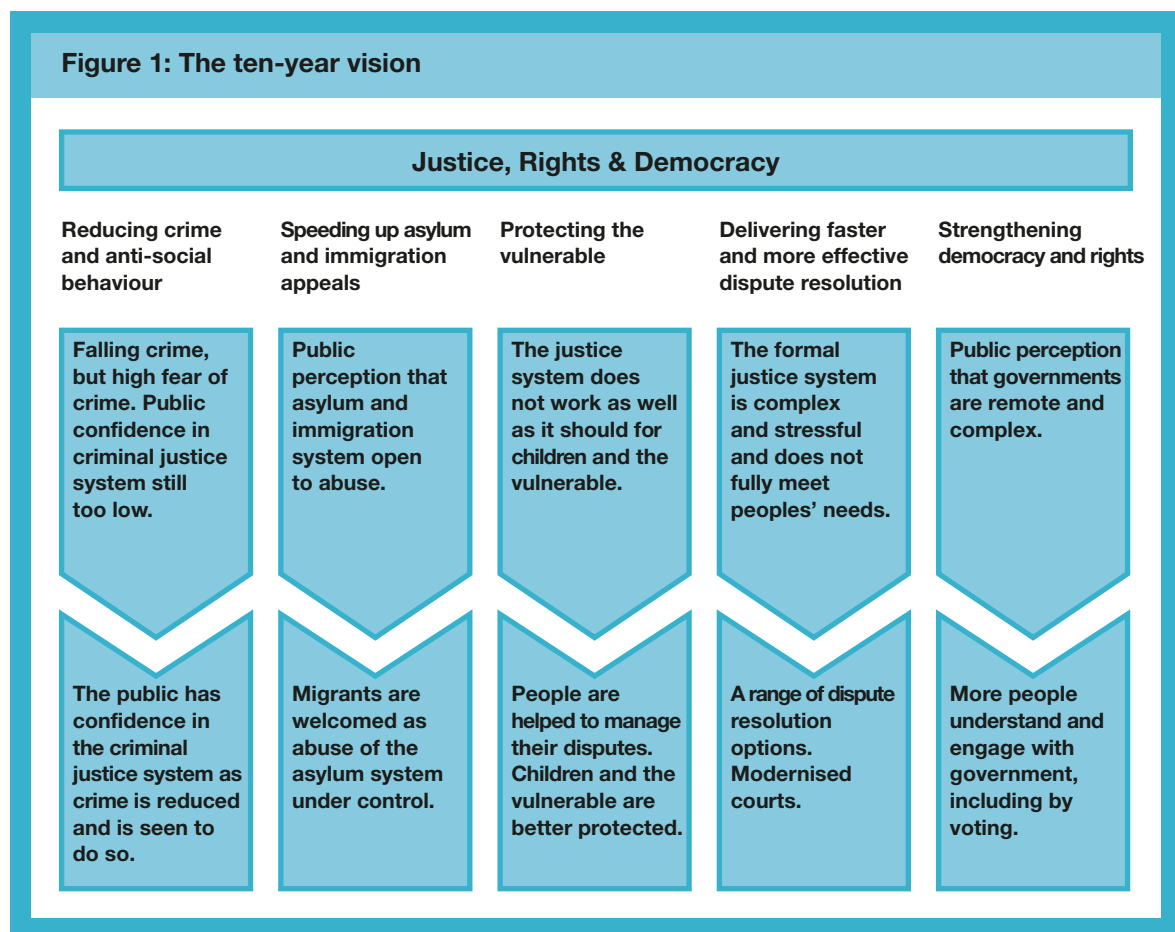 Figure 1: The ten-year vision
Justice, Rights & Democracy
Reducing crime
and anti-social
behaviour
Speeding up asylum
and immigration
appeals
Protecting the
vulnerable
Delivering faster
and more effective
dispute resolution
Strengthening
democracy and rights
Falling crime,
but high fear of
crime. Public
confidence in
criminal justice
system still
too low.
Public
perception that
asylum and
immigration
system open
to abuse.
The justice
system does
not work as well
as it should for
children and the
vulnerable.
The formal
justice system
is complex
and stressful
and does not
fully meet
peoples’ needs.
Public perception
that governments
are remote and
complex.
The public has
confidence in
the criminal
justice system as
crime is reduced
and is seen to
do so.
Migrants are
welcomed as
abuse of the
asylum system
under control.
People are
helped to manage
their disputes.
Children and the
vulnerable are
better protected.
A range of dispute
resolution
options.
Modernised
courts.
More people
understand and
engage with
government,
including by
voting.